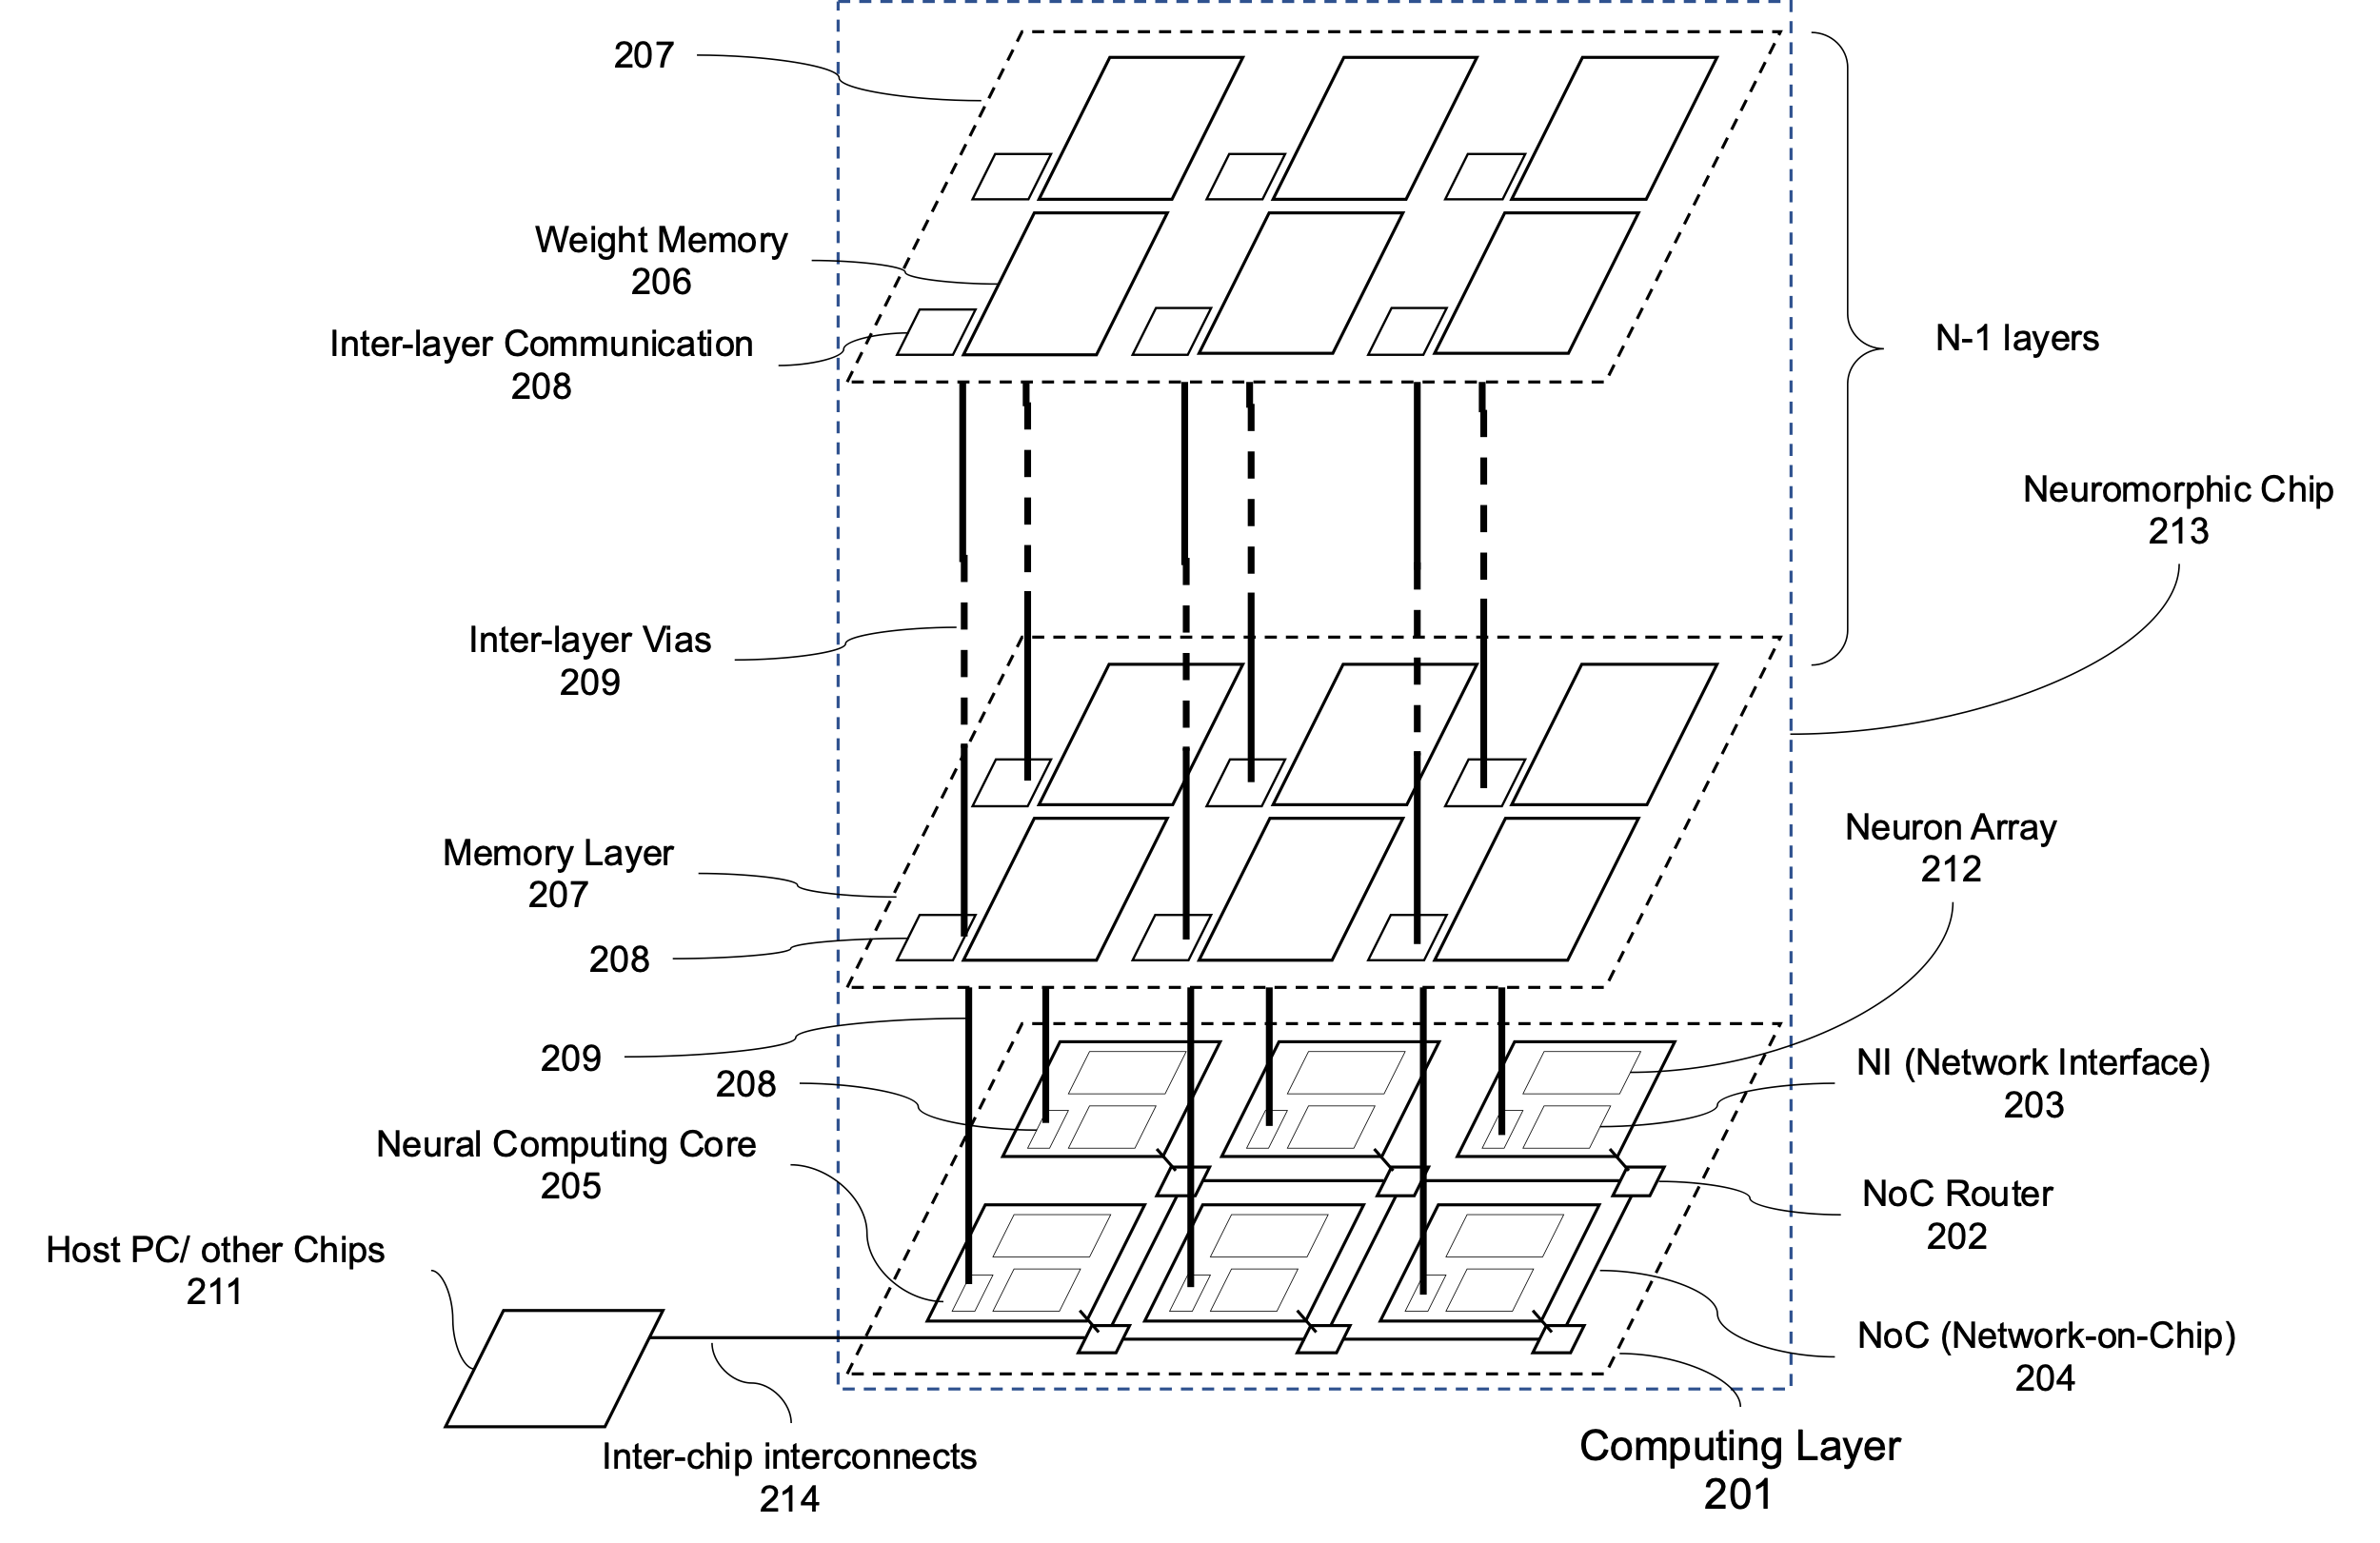 207
Weight Memory
206
Inter-layer Communication
208
N-1 layers
Neuromorphic Chip
213
Inter-layer Vias
209
Memory Layer
207
Neuron Array
212
208
209
208
NI (Network Interface)
203
Neural Computing Core
205
NoC Router
202
Host PC/ other Chips
211
NoC (Network-on-Chip)
204
Inter-chip interconnects
214
Computing Layer
201